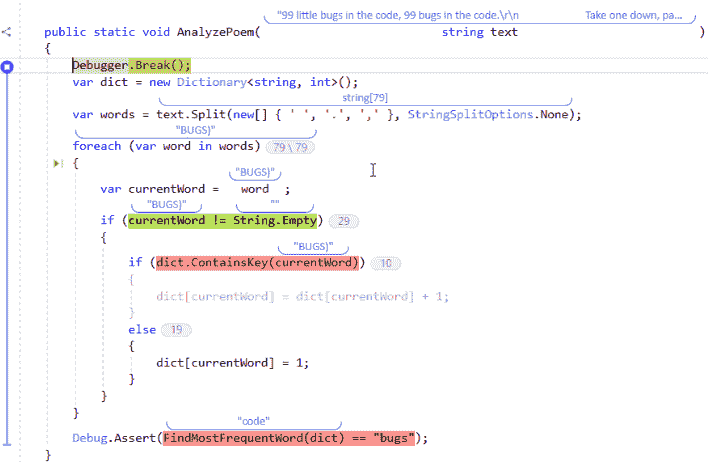 "99 little bugs in the code, 99 bugs in the code.\r\n Take one down, pa...
public static void AnalyzePoem( string text )
{
Debugger.Break();
var dict = new Dictionary<string, int>();
string[79]
var words = text.Split(new[] { ' ', '.', ',' }, StringSplitOptions.None);
"BUGS)"
foreach (var word in words) 79 \ 79
{
"BUGS)"
var currentWord = word ;
"BUGS)" ""
if (currentWord != String.Empty) 29
{
"BUGS)"
if (dict.ContainsKey(currentWord)) 10
{
dict[currentWord] = dict[currentWord] + 1;
}
else 19
{
dict[currentWord] = 1;
}
}
}
"code"
Debug.Assert(FindMostFrequentWord(dict) == "bugs");
}